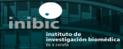 inibic
instituto de
investigación biomédica
de a coruña